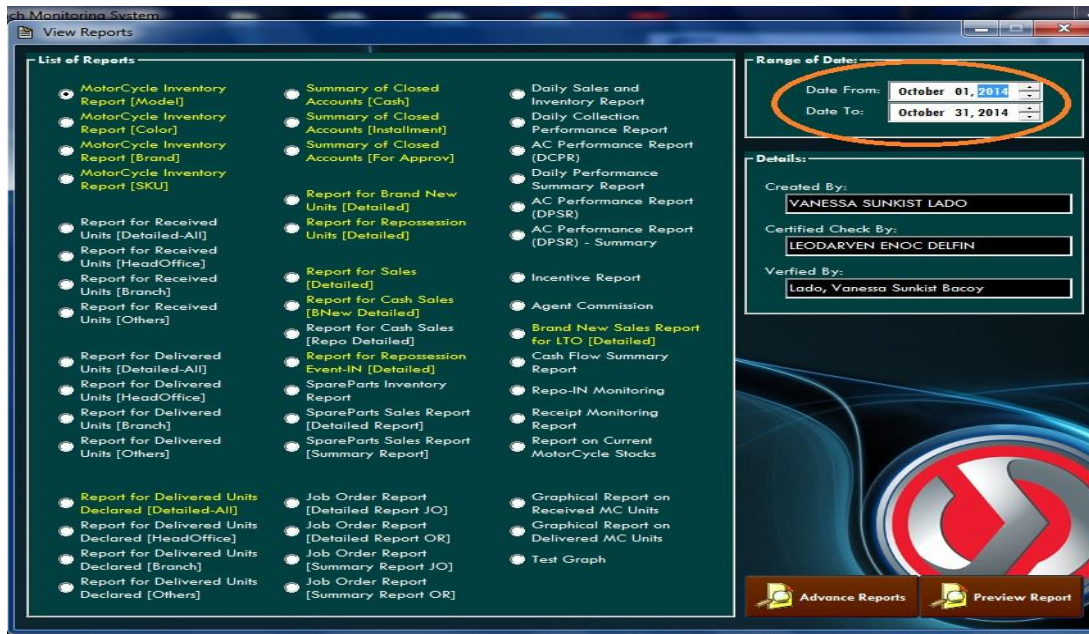 ch Monitoring System
View Reports
List of Reports
MotorCycle Inventory
Report [Model]
MotorCycle Inventory
Report [Color]
MotorCycle Inventory
Report [Brand]
MotorCycle Inventory
Report [SKU]
Report for Received
Units [Detailed-All]
Report for Received
Units [HeadOffice]
Report for Received
Units [Branch]
Report for Received
Units [Others]
Report for Delivered
Units [Detailed-All]
Report for Delivered
Units [HeadOffice]
Report for Delivered
Units [Branch]
Report for Delivered
Units [Others]
Report for Delivered Units
Declared [Detailed-All]
Report for Delivered Units
Declared [HeadOffice]
Report for Delivered Units
Declared [Branch]
Report for Delivered Units
Declared [Others]
Summary of Closed
Accounts [Cash]
Summary of Closed
Accounts [Installment]
Summary of Closed
Accounts [For Approv]
Report for Brand New
Units [Detailed]
Report for Repossession
Units [Detailed]
Report for Sales
[Detailed]
Report for Cash Sales
[BNew Detailed]
Report for Cash Sales
[Repo Detailed]
Report for Repossession
Event-IN [Detailed]
SpareParts Inventory
Report
SpareParts Sales Report
[Detailed Report]
SpareParts Sales Report
[Summary Report]
Job Order Report
[Detailed Report JO]
Job Order Report
[Detailed Report OR]
Job Order Report
[Summary Report JO]
Job Order Report
[Summary Report OR]
Daily Sales and
Inventory Report
Daily Collection
Performance Report
AC Performance Report
(DCPR)
Daily Performance
Summary Report
AC Performance Report
(DPSR)
AC Performance Report
(DPSR) - Summary
Incentive Report
Agent Commission
Brand New Sales Report
for LTO [Detailed]
Cash Flow Summary
Report
Repo-IN Monitoring
Receipt Monitoring
Report
Report on Current
MotorCycle Stocks
Graphical Report on
Received MC Units
Graphical Report on
Delivered MC Units
Test Graph
Range of Date:
Date From: October 01, 2014
Date To: October 31, 2014
Details:
Created By:
VANESSA SUNKIST LADO
Certified Check By:
LEODARVEN ENOC DELFIN
Verfied By:
Lado, Vanessa Sunkist Bacoy
Advance Reports
Preview Report